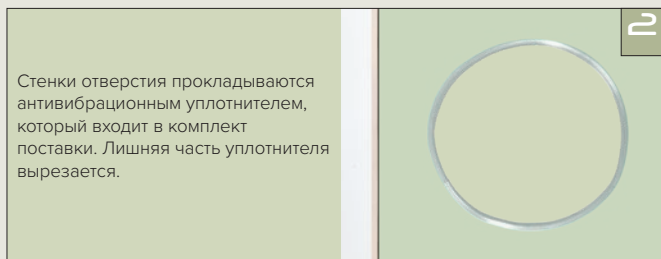 Стенки отверстия прокладываются
антивибрационным уплотнителем,
который входит в комплект
поставки. Лишняя часть уплотнителя
вырезается.
2